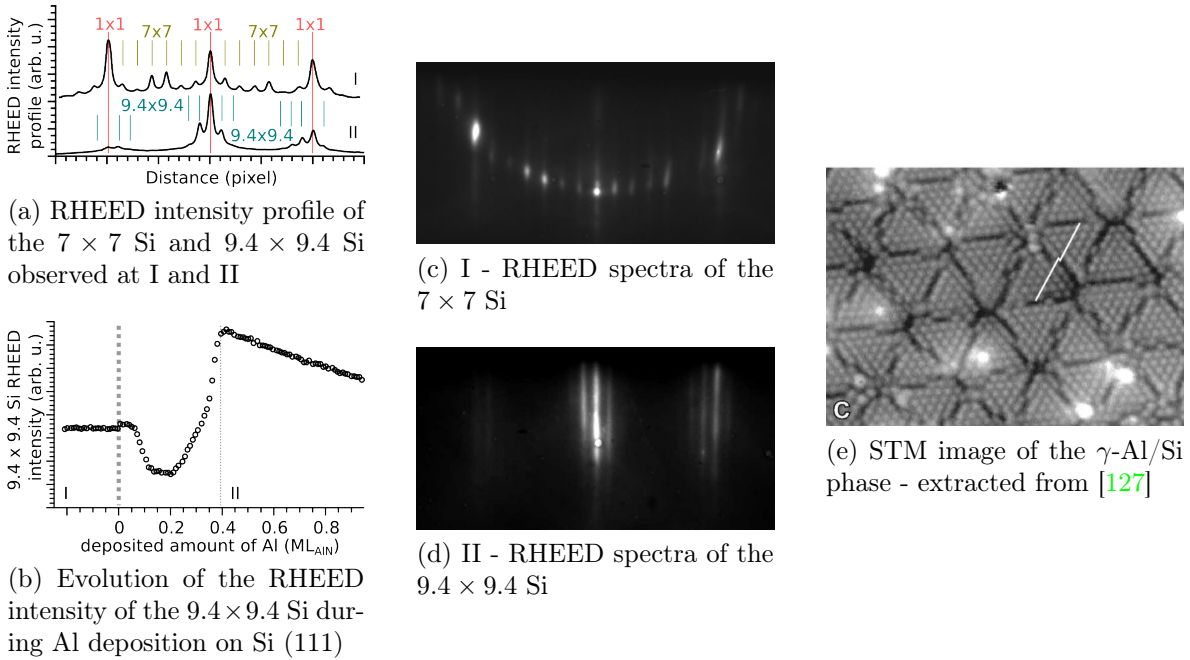 1x1
7x7
1x1
7x7
1x1
I
9.4x9.4
9.4x9.4
II
RHEED intensity
profile (arb. u.)
Distance (pixel)
(a) RHEED intensity profile of
the 7 × 7 Si and 9.4 × 9.4 Si
observed at I and II
9.4 x 9.4 Si RHEED
intensity (arb. u.)
I
II
0
0.2
0.4
0.6
0.8
deposited amount of Al (ML_AlN)
(b) Evolution of the RHEED
intensity of the 9.4×9.4 Si dur-
ing Al deposition on Si (111)
(c) I - RHEED spectra of the
7 × 7 Si
(d) II - RHEED spectra of the
9.4 × 9.4 Si
C
(e) STM image of the γ-Al/Si
phase - extracted from [127]